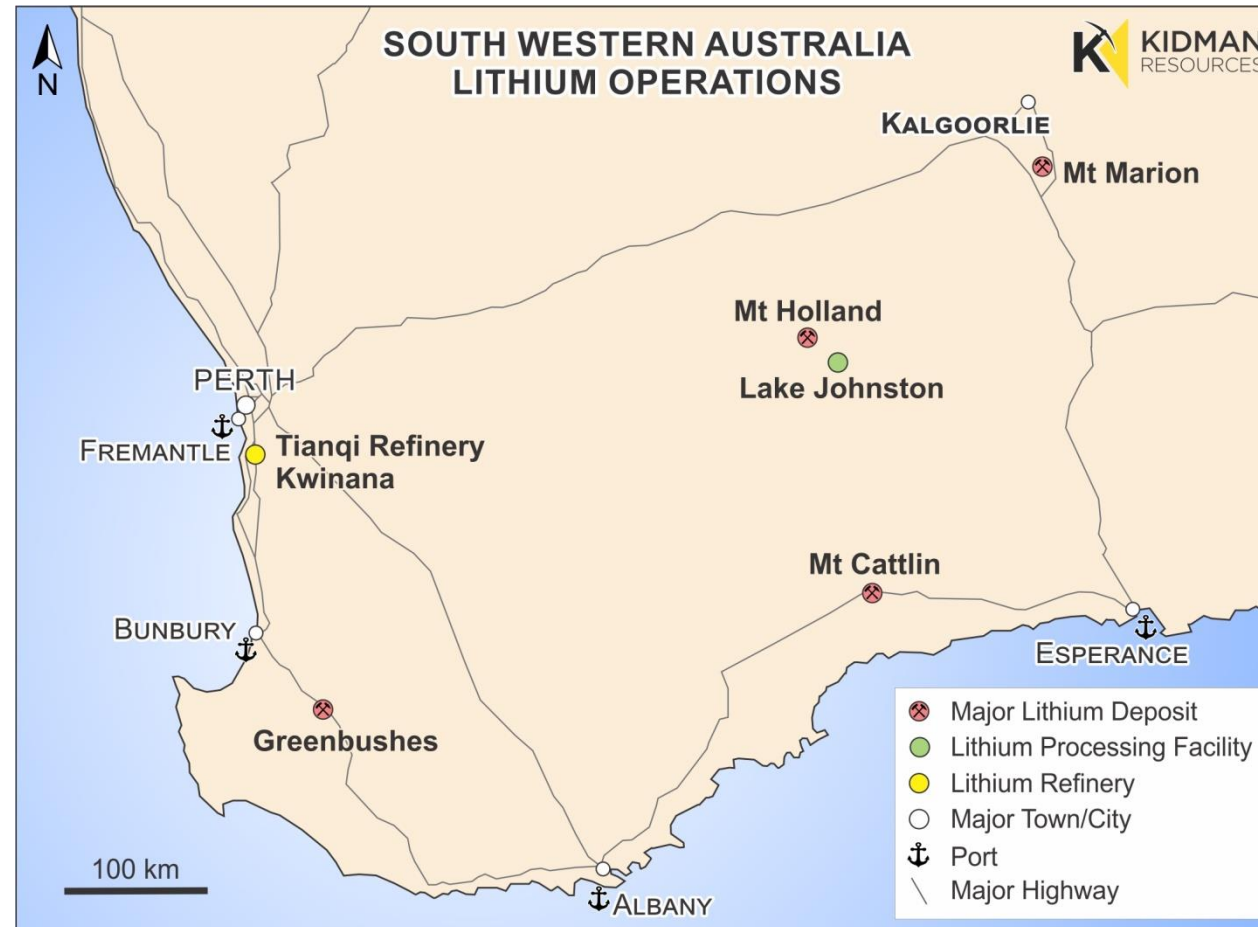 SOUTH WESTERN AUSTRALIA
LITHIUM OPERATIONS
KIDMAN
RESOURCES
N
KALGOORLIE
Mt Marion
Mt Holland
Lake Johnston
PERTH
FREMANTLE
Tianqi Refinery
Kwinana
Mt Cattlin
BUNBURY
ESPERANCE
Greenbushes
ALBANY
100 km
Major Lithium Deposit
Lithium Processing Facility
Lithium Refinery
Major Town/City
Port
Major Highway